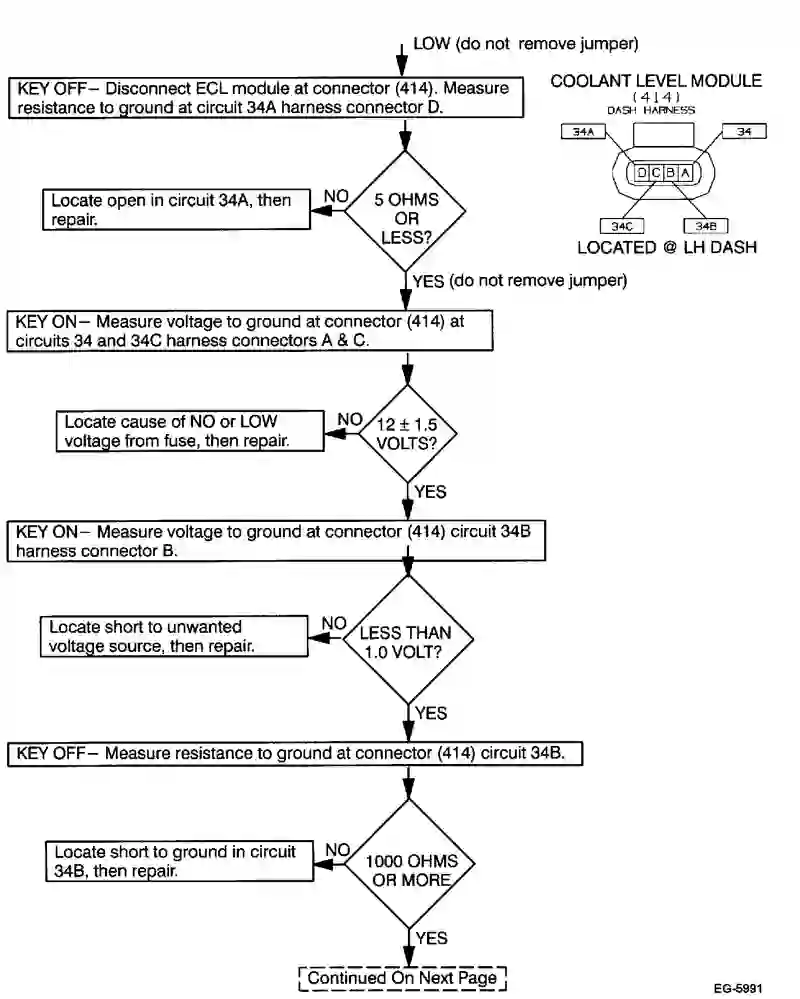 LOW (do not remove jumper)
KEY OFF— Disconnect ECL module at connector (414). Measure
resistance to ground at circuit 34A harness connector D.
COOLANT LEVEL MODULE
(414)
DASH HARNESS
34A
34
D C B A
34C
34B
LOCATED @ LH DASH
Locate open in circuit 34A, then
repair.
NO
5 OHMS
OR
LESS?
YES (do not remove jumper)
KEY ON— Measure voltage to ground at connector (414) at
circuits 34 and 34C harness connectors A & C.
Locate cause of NO or LOW
voltage from fuse, then repair.
NO
12 ± 1.5
VOLTS?
YES
KEY ON— Measure voltage to ground at connector (414) circuit 34B
harness connector B.
Locate short to unwanted
voltage source, then repair.
NO
LESS THAN
1.0 VOLT?
YES
KEY OFF— Measure resistance to ground at connector (414) circuit 34B.
Locate short to ground in circuit
34B, then repair.
NO
1000 OHMS
OR MORE
YES
Continued On Next Page
EG-5991